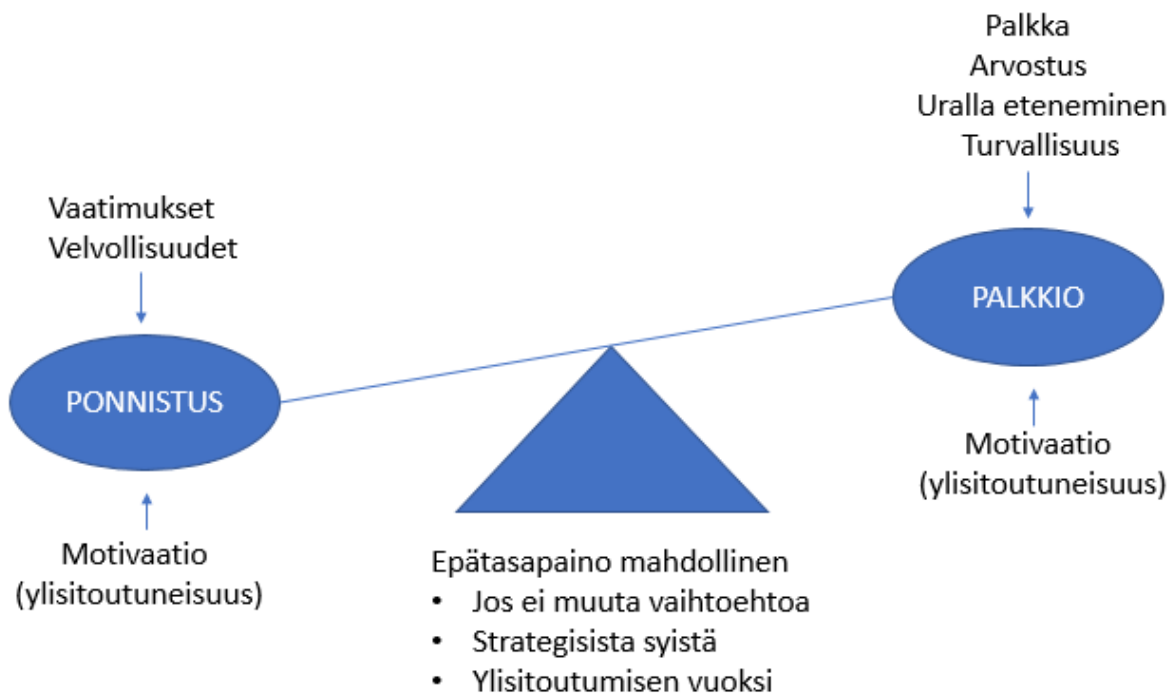 Palkka
Arvostus
Uralla eteneminen
Turvallisuus
Vaatimukset
Velvollisuudet
PALKKIO
PONNISTUS
Motivaatio
(ylisitoutuneisuus)
Motivaatio
(ylisitoutuneisuus)
Epätasapaino mahdollinen
• Jos ei muuta vaihtoehtoa
• Strategisista syistä
• Ylisitoutumisen vuoksi